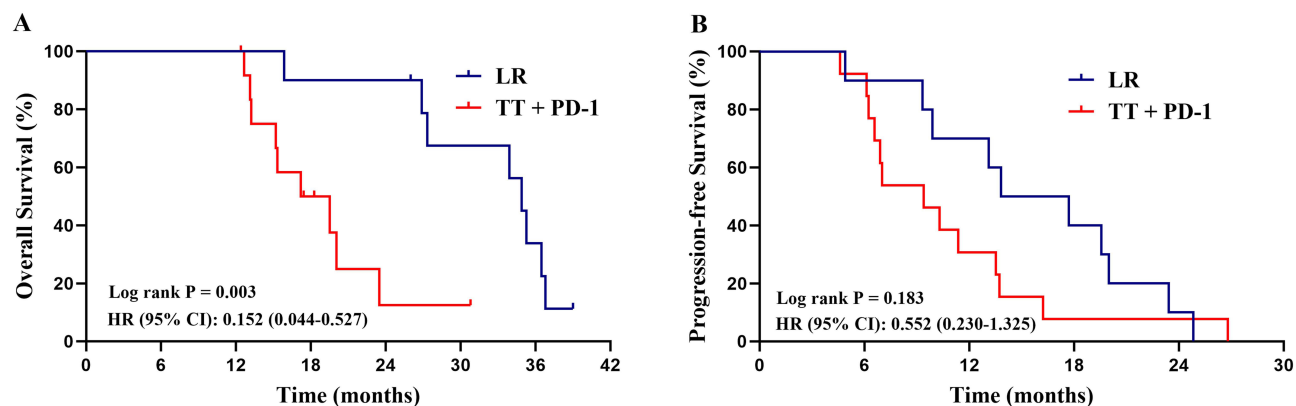 A
Overall Survival (%)
100
80
60
40
20
0
LR
TT + PD-1
Log rank P = 0.003
HR (95% CI): 0.152 (0.044-0.527)
0 6 12 18 24 30 36 42
Time (months)
B
Progression-free Survival (%)
100
80
60
40
20
0
LR
TT + PD-1
Log rank P = 0.183
HR (95% CI): 0.552 (0.230-1.325)
0 6 12 18 24 30
Time (months)